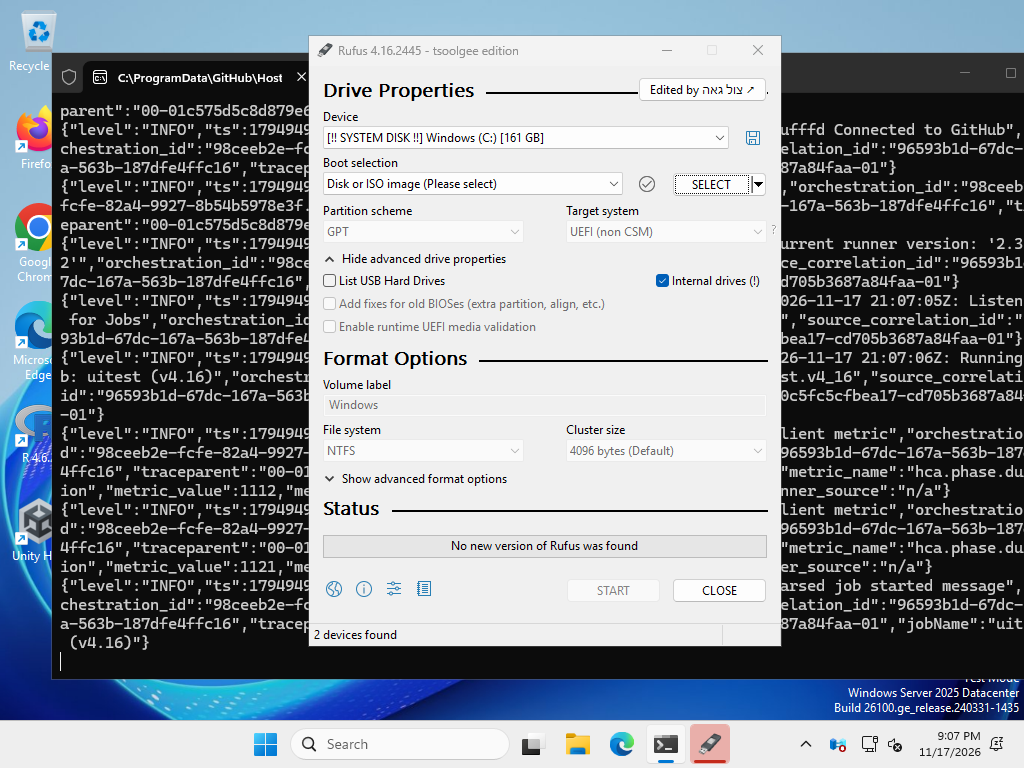 Recycle
Firefo
Google
Chrom
Micros
Edge
R 4.6.
Unity H
C:\ProgramData\GitHub\Host
parent":"00-01c575d5c8d879e6
{"level":"INFO","ts":1794949
chestration_id":"98ceeb2e-fc
a-563b-187dfe4ffc16","tracep
{"level":"INFO","ts":1794949
fcfe-82a4-9927-8b54b5978e3f.
eparent":"00-01c575d5c8d879e
{"level":"INFO","ts":1794949
2'","orchestration_id":"98ce
7dc-167a-563b-187dfe4ffc16",
{"level":"INFO","ts":1794949
for Jobs","orchestration_id
93b1d-67dc-167a-563b-187dfe4
{"level":"INFO","ts":1794949
b: uitest (v4.16)","orchestr
id":"96593b1d-67dc-167a-563b
-01"}
{"level":"INFO","ts":1794949
d":"98ceeb2e-fcfe-82a4-9927-
4ffc16","traceparent":"00-01
ion","metric_value":1112,"me
{"level":"INFO","ts":1794949
d":"98ceeb2e-fcfe-82a4-9927-
4ffc16","traceparent":"00-01
ion","metric_value":1121,"me
{"level":"INFO","ts":1794949
chestration_id":"98ceeb2e-fc
a-563b-187dfe4ffc16","tracep
(v4.16)"}
Rufus 4.16.2445 - tsoolgee edition
Drive Properties
Edited by צול גאה ↗
Device
[!! SYSTEM DISK !!] Windows (C:) [161 GB]
Boot selection
Disk or ISO image (Please select)
SELECT
Partition scheme
Target system
GPT
UEFI (non CSM)
?
Hide advanced drive properties
List USB Hard Drives
Internal drives (!)
Add fixes for old BIOSes (extra partition, align, etc.)
Enable runtime UEFI media validation
Format Options
Volume label
Windows
File system
Cluster size
NTFS
4096 bytes (Default)
Show advanced format options
Status
No new version of Rufus was found
START
CLOSE
2 devices found
ufffd Connected to GitHub",
elation_id":"96593b1d-67dc-
87a84faa-01"}
,"orchestration_id":"98ceeb
-167a-563b-187dfe4ffc16","t
urrent runner version: '2.3
ce_correlation_id":"96593b1
d705b3687a84faa-01"}
026-11-17 21:07:05Z: Listen
","source_correlation_id":"
bea17-cd705b3687a84faa-01"}
26-11-17 21:07:06Z: Running
st.v4_16","source_correlati
0c5fc5cfbea17-cd705b3687a84
lient metric","orchestratio
96593b1d-67dc-167a-563b-187
"metric_name":"hca.phase.du
nner_source":"n/a"}
lient metric","orchestratio
96593b1d-67dc-167a-563b-187
"metric_name":"hca.phase.du
ner_source":"n/a"}
arsed job started message",
elation_id":"96593b1d-67dc-
87a84faa-01","jobName":"uit
Test Mode
Windows Server 2025 Datacenter
Build 26100.ge_release.240331-1435
Search
9:07 PM
11/17/2026